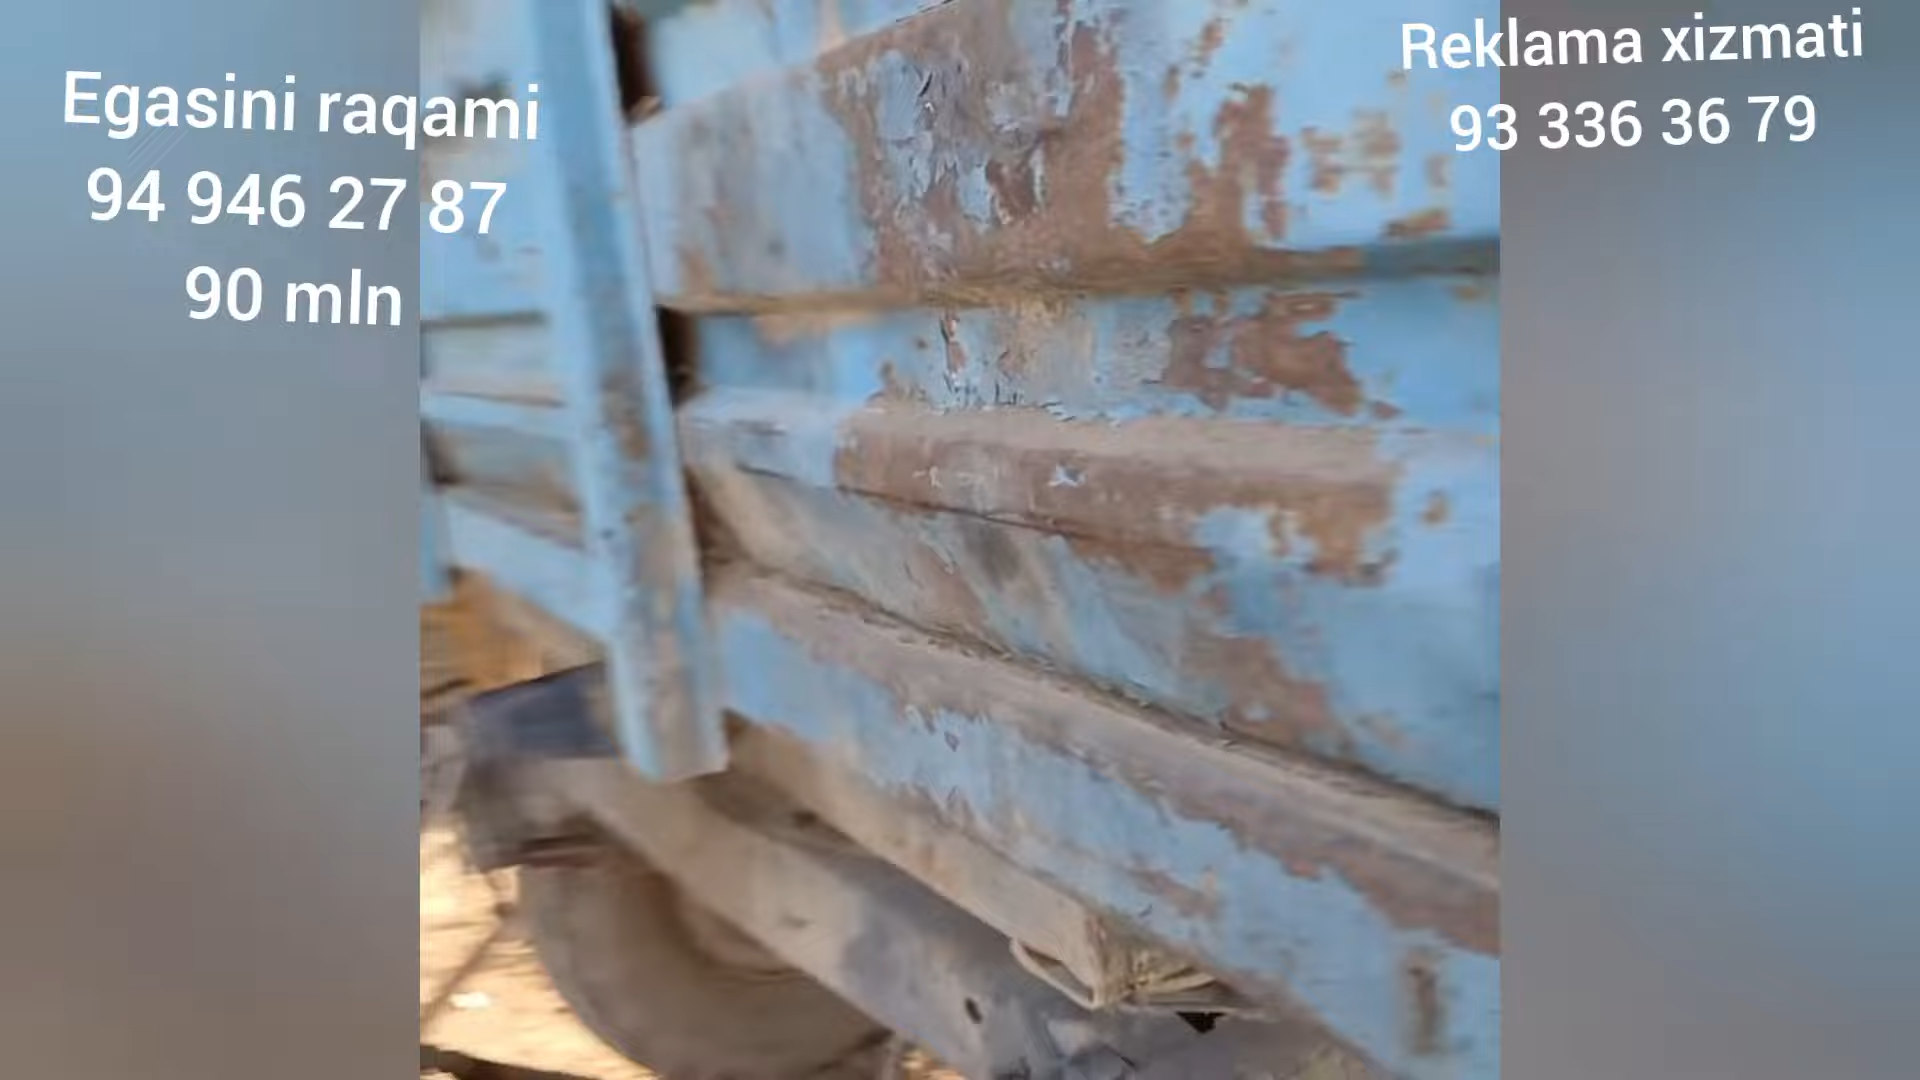 Egasini raqami
94 946 27 87
90 mln
Reklama xizmati
93 336 36 79